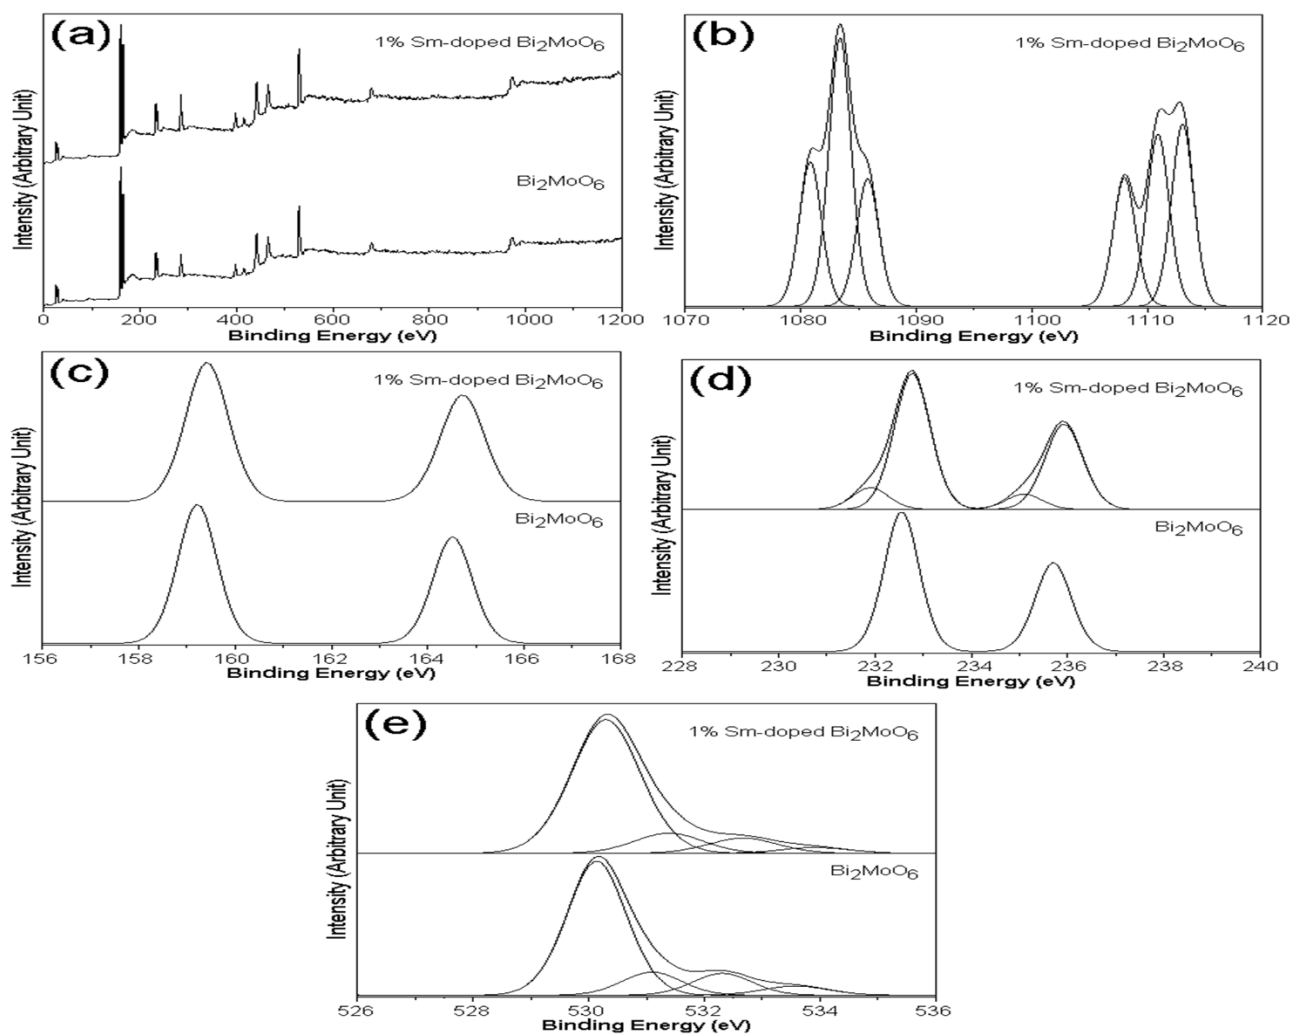 (a)
1% Sm-doped Bi2MoO6
Bi2MoO6
Intensity (Arbitrary Unit)
0 200 400 600 800 1000 1200
Binding Energy (eV)
(b)
1% Sm-doped Bi2MoO6
Intensity (Arbitrary Unit)
1070 1080 1090 1100 1110 1120
Binding Energy (eV)
(c)
1% Sm-doped Bi2MoO6
Bi2MoO6
Intensity (Arbitrary Unit)
156 158 160 162 164 166 168
Binding Energy (eV)
(d)
1% Sm-doped Bi2MoO6
Bi2MoO6
Intensity (Arbitrary Unit)
228 230 232 234 236 238 240
Binding Energy (eV)
(e)
1% Sm-doped Bi2MoO6
Bi2MoO6
Intensity (Arbitrary Unit)
526 528 530 532 534 536
Binding Energy (eV)